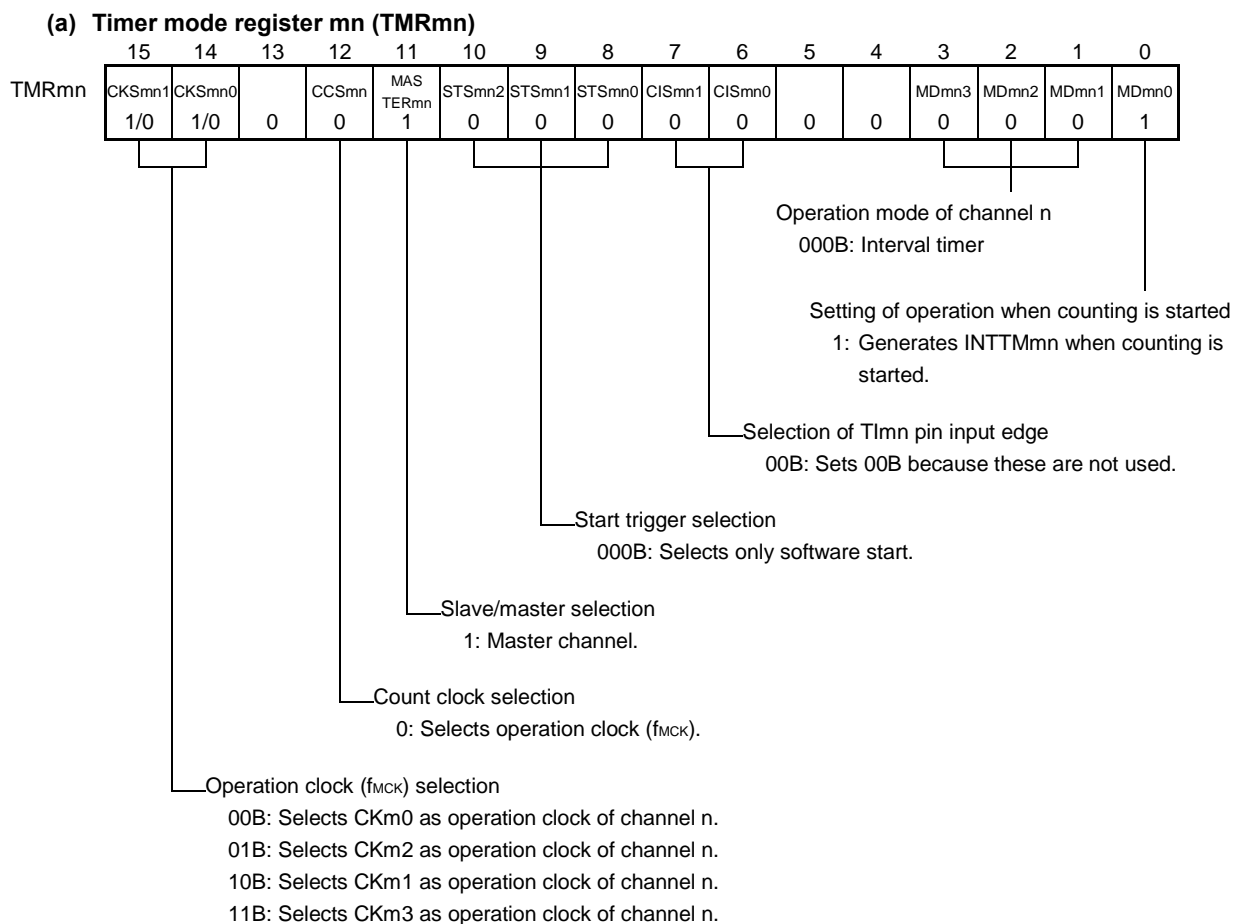 (a) Timer mode register mn (TMRmn)
15 14 13 12 11 10 9 8 7 6 5 4 3 2 1 0
TMRmn CKSmn1 CKSmn0 CCSmn MAS TERmn STSmn2 STSmn1 STSmn0 CISmn1 CISmn0 MDmn3 MDmn2 MDmn1 MDmn0
1/0 1/0 0 0 1 0 0 0 0 0 0 0 0 0 0 1
Operation mode of channel n
000B: Interval timer
Setting of operation when counting is started
1: Generates INTTMmn when counting is
started.
Selection of TImn pin input edge
00B: Sets 00B because these are not used.
Start trigger selection
000B: Selects only software start.
Slave/master selection
1: Master channel.
Count clock selection
0: Selects operation clock (fMCK).
Operation clock (fMCK) selection
00B: Selects CKm0 as operation clock of channel n.
01B: Selects CKm2 as operation clock of channel n.
10B: Selects CKm1 as operation clock of channel n.
11B: Selects CKm3 as operation clock of channel n.